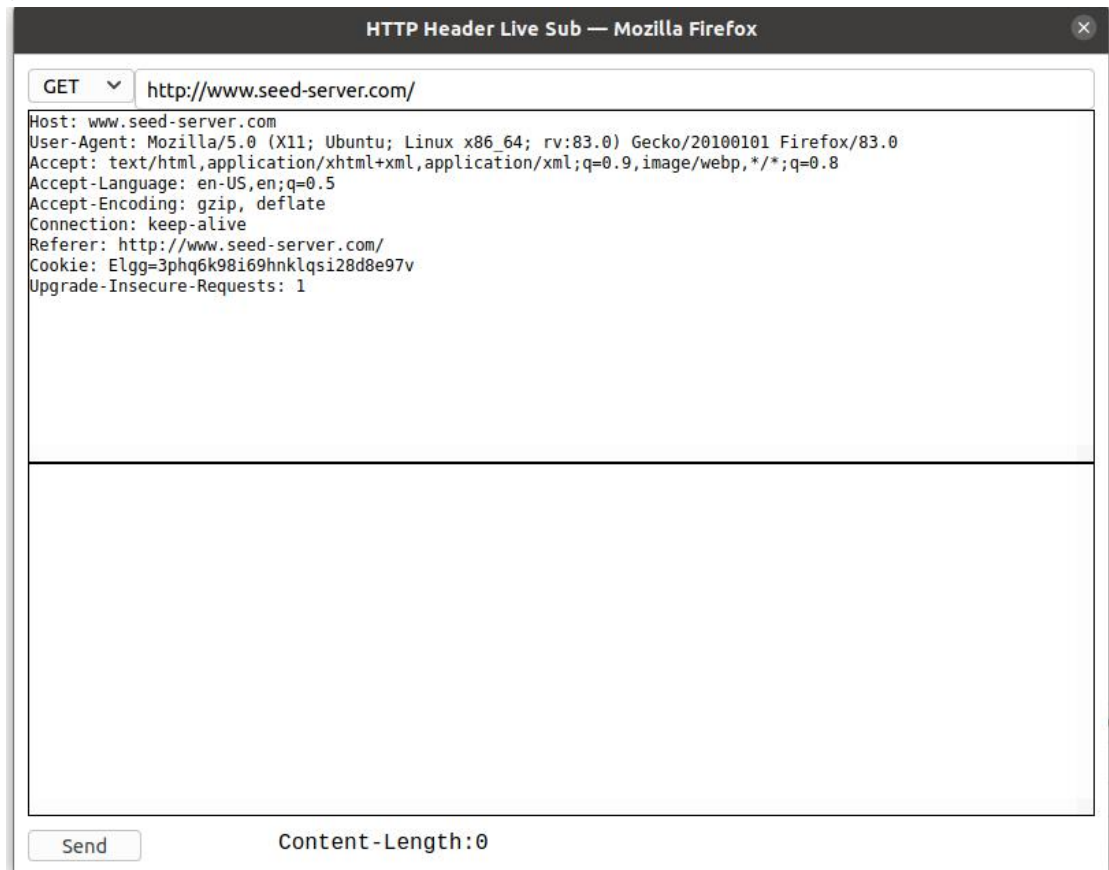 HTTP Header Live Sub — Mozilla Firefox
GET http://www.seed-server.com/
Host: www.seed-server.com
User-Agent: Mozilla/5.0 (X11; Ubuntu; Linux x86_64; rv:83.0) Gecko/20100101 Firefox/83.0
Accept: text/html,application/xhtml+xml,application/xml;q=0.9,image/webp,*/*;q=0.8
Accept-Language: en-US,en;q=0.5
Accept-Encoding: gzip, deflate
Connection: keep-alive
Referer: http://www.seed-server.com/
Cookie: Elgg=3phq6k98i69hnklqsi28d8e97v
Upgrade-Insecure-Requests: 1
Send Content-Length:0